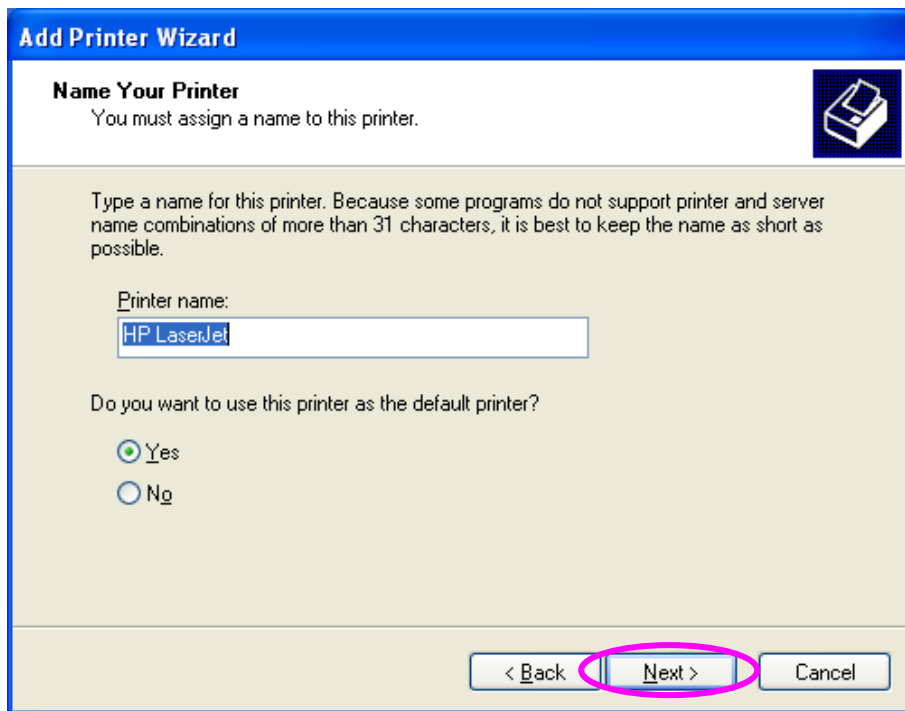 Add Printer Wizard
Name Your Printer
You must assign a name to this printer.
Type a name for this printer. Because some programs do not support printer and server
name combinations of more than 31 characters, it is best to keep the name as short as
possible.
Printer name:
HP LaserJet
Do you want to use this printer as the default printer?
Yes
No
< Back Next > Cancel